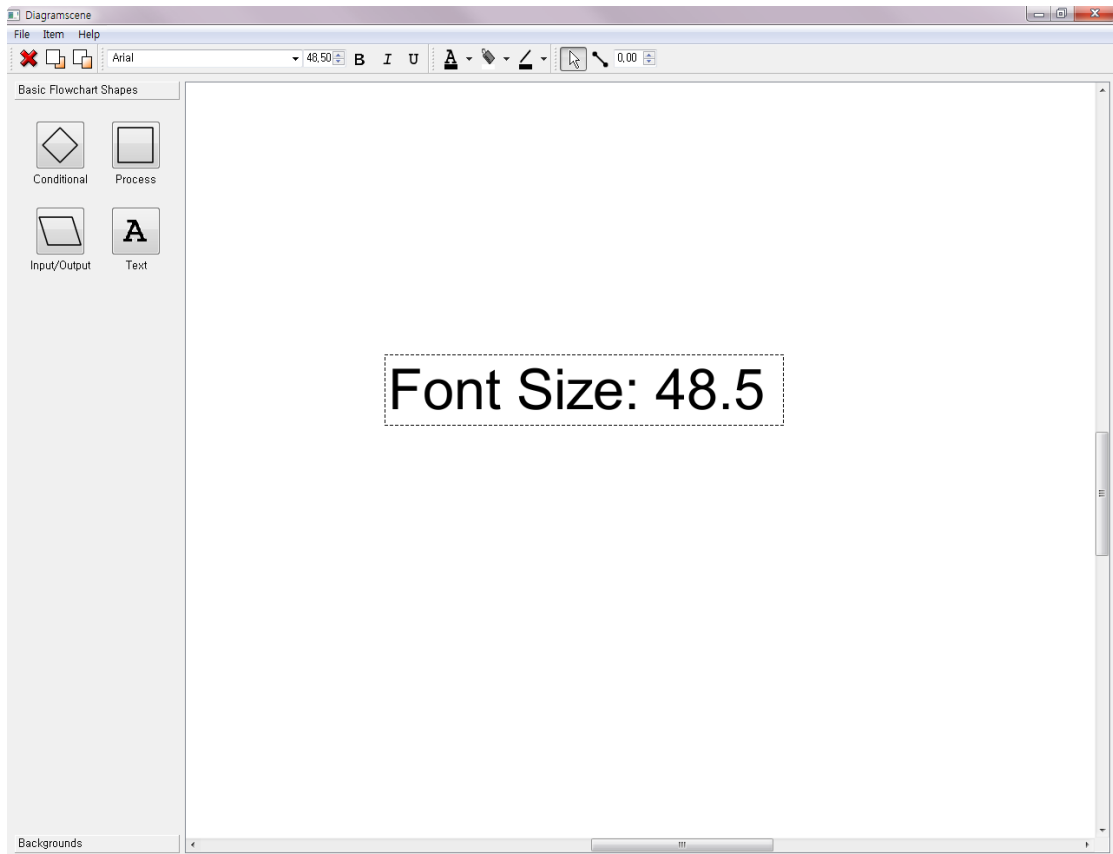 Diagramscene
File Item Help
Arial 48,50 B I U A 0,00
Basic Flowchart Shapes
Conditional Process
A
Input/Output Text
Font Size: 48.5
Backgrounds